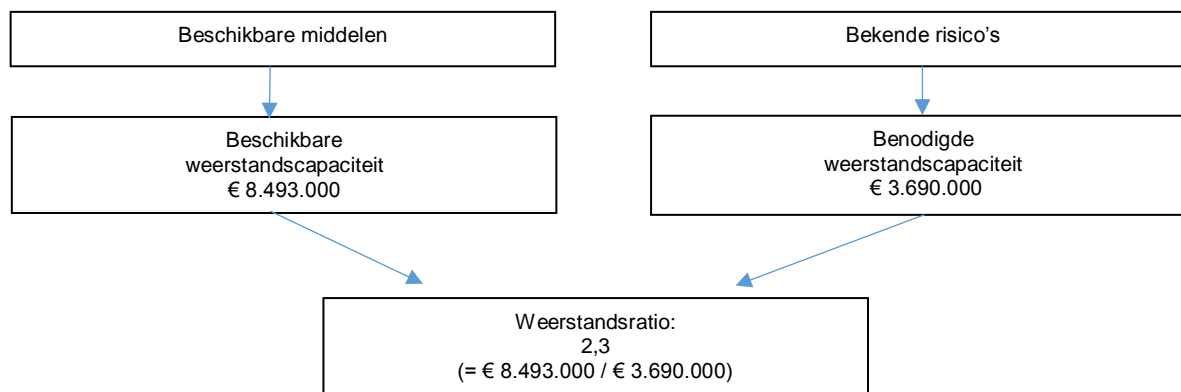 Beschikbare middelen
Bekende risico's
Beschikbare
weerstandscapaciteit
€ 8.493.000
Benodigde
weerstandscapaciteit
€ 3.690.000
Weerstandsratio:
2,3
(= € 8.493.000 / € 3.690.000)